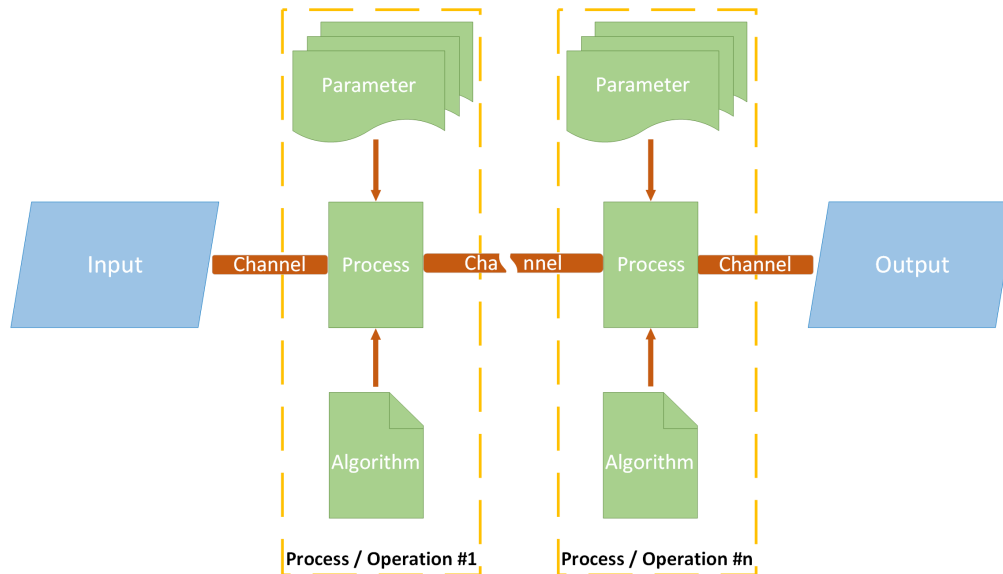 Parameter
Parameter
Input
Channel
Process
Cha nnel
Process
Channel
Output
Algorithm
Algorithm
Process / Operation #1
Process / Operation #n